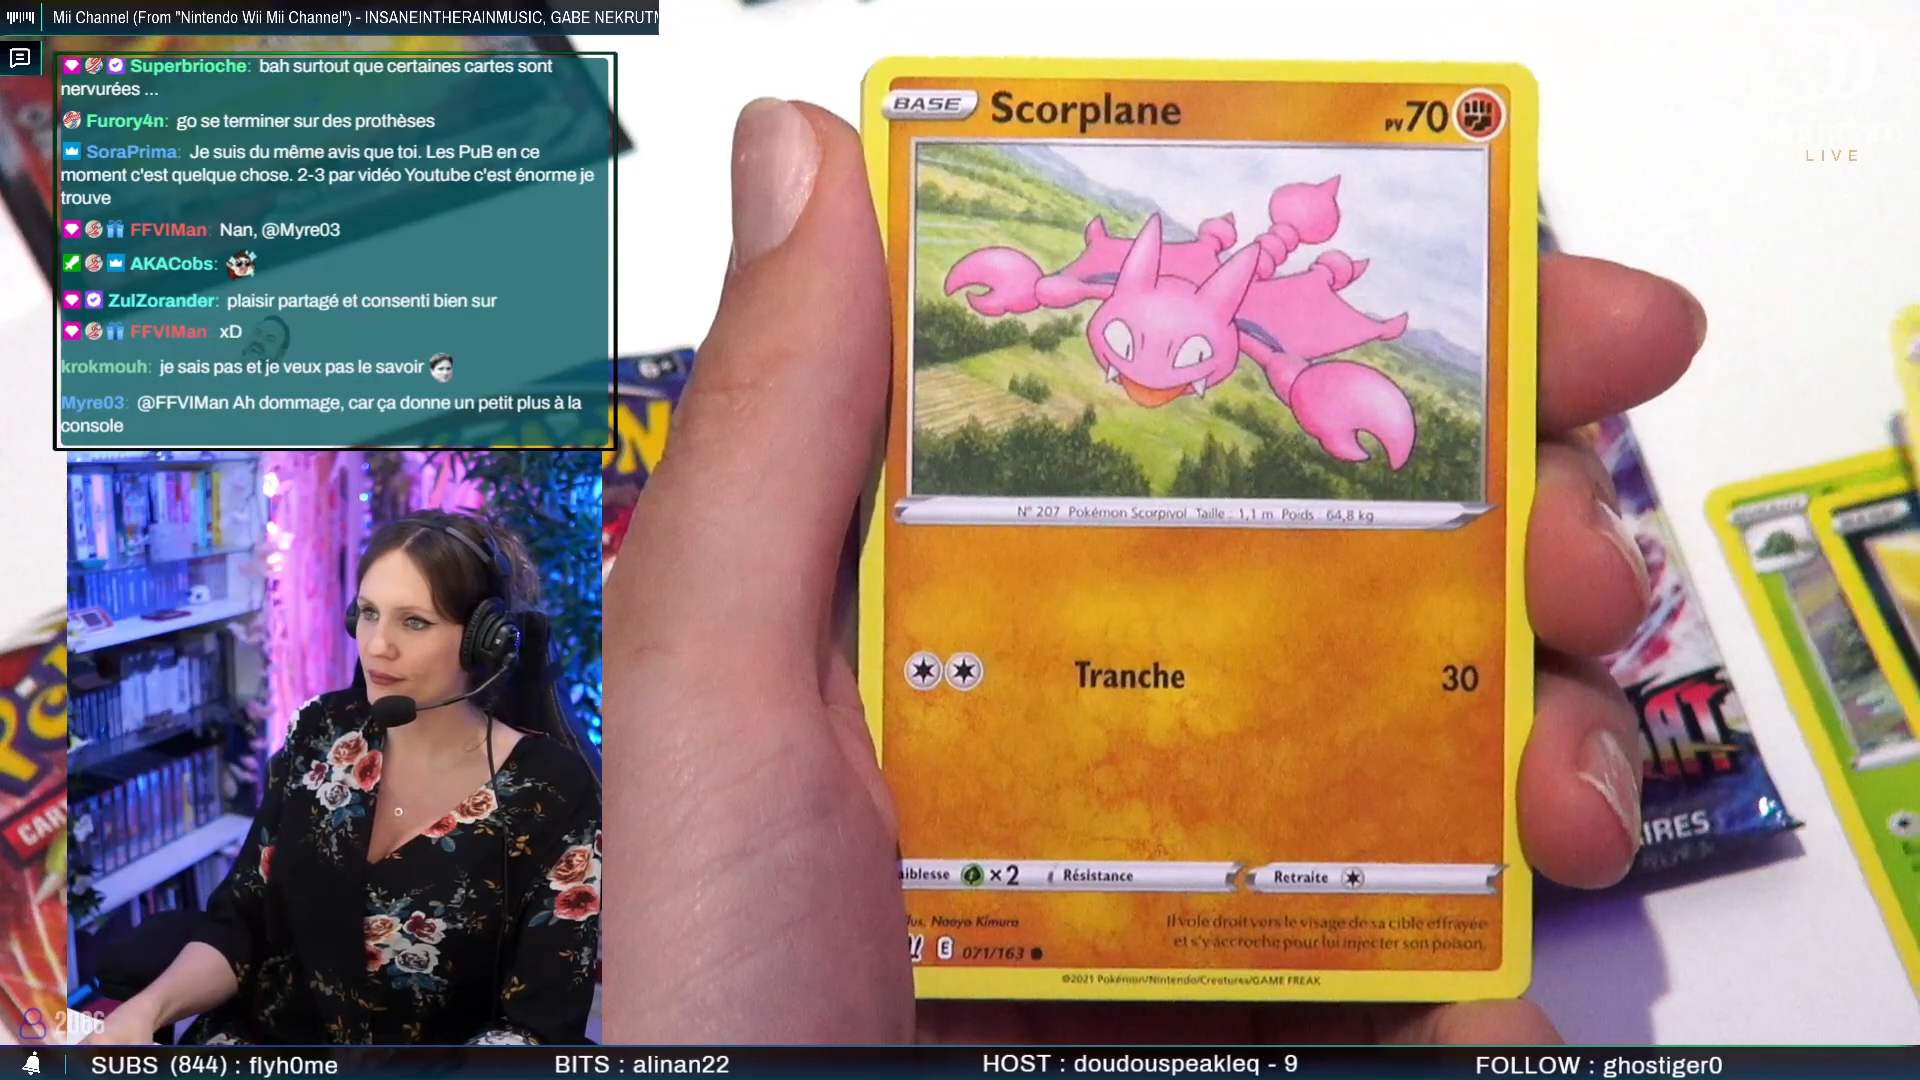 Mii Channel (From "Nintendo Wii Mii Channel") - INSANEINTHERAINMUSIC, GABE NEKRUTM
Superbrioche: bah surtout que certaines cartes sont
nervurées ...
Furory4n: go se terminer sur des prothèses
SoraPrima: Je suis du même avis que toi. Les PuB en ce
moment c'est quelque chose. 2-3 par vidéo Youtube c'est énorme je
trouve
FFVIMan: Nan, @Myre03
AKACobs:
ZulZorander: plaisir partagé et consenti bien sur
FFVIMan xD
krokmouh: je sais pas et je veux pas le savoir
Myre03: @FFVIMan Ah dommage, car ça donne un petit plus à la
console
LIVE
BASE Scorplane PV70
N° 207 Pokémon Scorpivol Taille : 1,1 m Poids : 64,8 kg
Tranche 30
aiblesse ×2 Résistance Retraite
lus. Naoyo Kimura
Il vole droit vers le visage de sa cible effrayée
et s'y accroche pour lui injecter son poison.
E 071/163
©2021 Pokémon/Nintendo/Creatures/GAME FREAK
IRES
CAR
2066
SUBS (844) : flyh0me BITS : alinan22 HOST : doudouspeakleq - 9 FOLLOW : ghostiger0